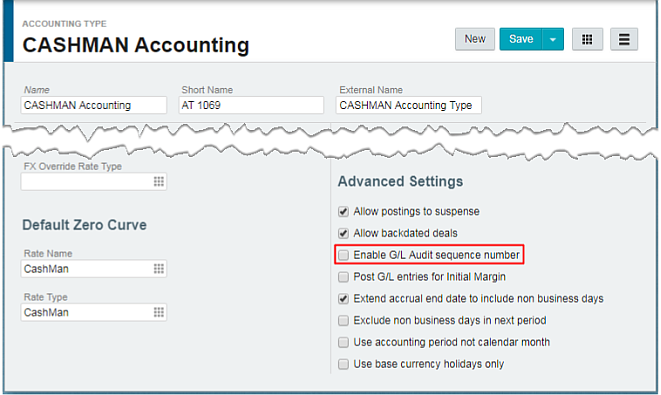 ACCOUNTING TYPE
CASHMAN Accounting
New
Save
Name
Short Name
External Name
CASHMAN Accounting
AT 1069
CASHMAN Accounting Type
FX Override Rate Type
Default Zero Curve
Rate Name
CashMan
Rate Type
CashMan
Advanced Settings
Allow postings to suspense
Allow backdated deals
Enable G/L Audit sequence number
Post G/L entries for Initial Margin
Extend accrual end date to include non business days
Exclude non business days in next period
Use accounting period not calendar month
Use base currency holidays only